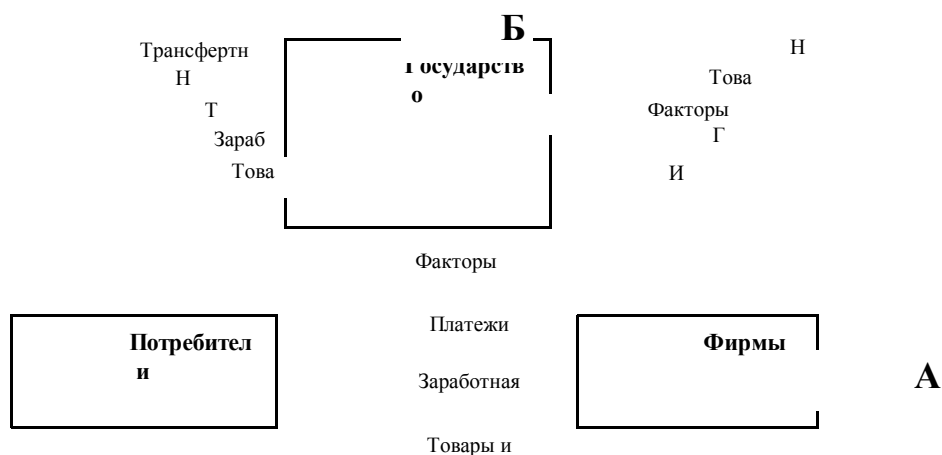 Б
Трансфертн
Н
Т
Зараб
Това
Государств
о
Н
Това
Факторы
Г
И
Факторы
Платежи
Заработная
Товары и
Потребител
и
Фирмы
А